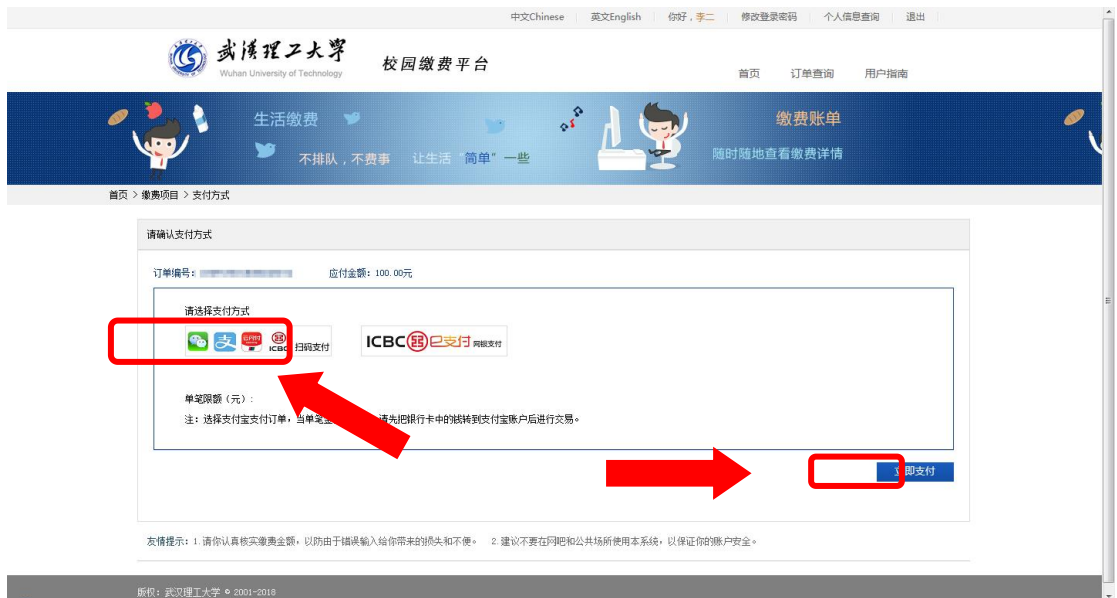 中文Chinese 英文English 你好，李二 修改登录密码 个人信息查询 退出
武汉理工大学
Wuhan University of Technology
校园缴费平台
首页 订单查询 用户指南
生活缴费
不排队，不费事 让生活“简单”一些
缴费账单
随时随地查看缴费详情
首页 > 缴费项目 > 支付方式
请确认支付方式
订单编号： 应付金额：100.00元
请选择支付方式
支 ICBC 扫码支付
ICBC 已支付 网银支付
单笔限额（元）：
注：选择支付宝支付订单，当单笔 请先把银行卡中的钱转到支付宝账户后进行交易。
立即支付
友情提示：1.请你认真核实缴费金额，以防由于错误输入给你带来的损失和不便。 2.建议不要在网吧和公共场所使用本系统，以保证你的账户安全。
版权：武汉理工大学 © 2001-2018